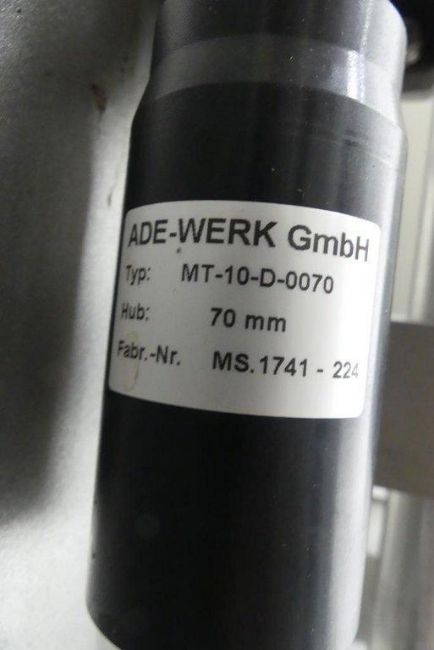 ADE-WERK GmbH
Typ: MT-10-D-0070
Hub: 70 mm
Fabr.-Nr. MS.1741 - 224